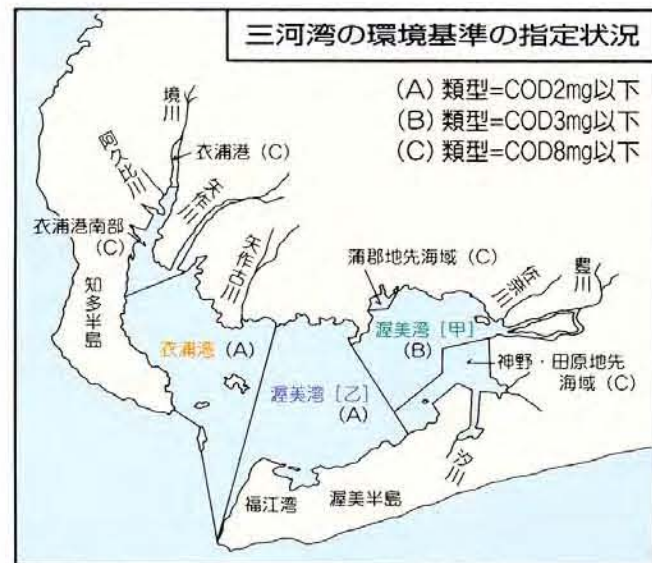 三河湾の環境基準の指定状況
(A) 類型=COD2mg以下
(B) 類型=COD3mg以下
(C) 類型=COD8mg以下
境川
衣浦港 (C)
阿久比川
矢作川
衣浦港南部
(C)
矢作古川
蒲郡地先海域 (C)
佐奈川
豊川
知多半島
衣浦湾 (A)
渥美湾 [甲]
(B)
神野・田原地先
海域 (C)
渥美湾 [乙]
(A)
汐川
福江湾
渥美半島